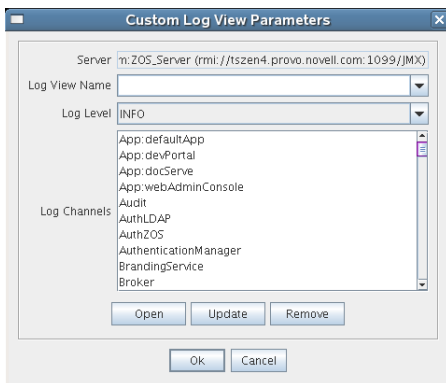 Custom Log View Parameters
Server m:ZOS_Server (rmi://tszen4.provo.novell.com:1099/JMX)
Log View Name
Log Level INFO
Log Channels
App:defaultApp
App:devPortal
App:docServe
App:webAdminConsole
Audit
AuthLDAP
AuthZOS
AuthenticationManager
BrandingService
Broker
Open Update Remove
Ok Cancel